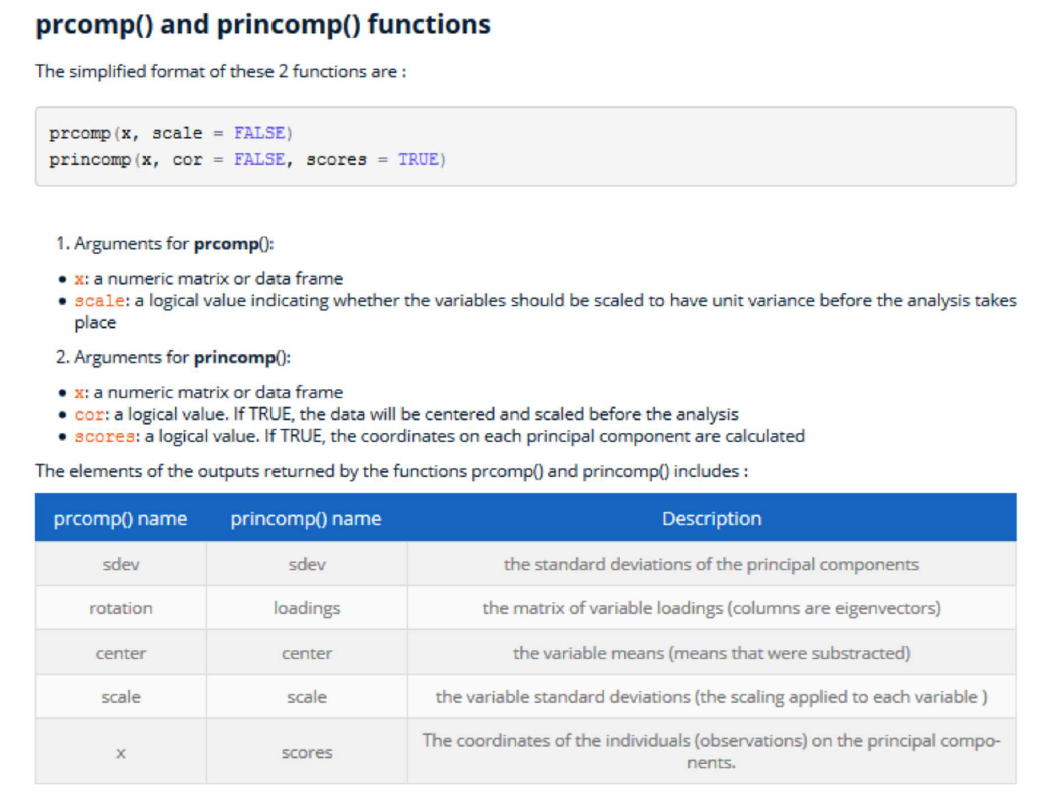 prcomp() and princomp() functions
The simplified format of these 2 functions are :
prcomp(x, scale = FALSE)
princomp(x, cor = FALSE, scores = TRUE)
1. Arguments for prcomp():
• x: a numeric matrix or data frame
• scale: a logical value indicating whether the variables should be scaled to have unit variance before the analysis takes
place
2. Arguments for princomp():
• x: a numeric matrix or data frame
• cor: a logical value. If TRUE, the data will be centered and scaled before the analysis
• scores: a logical value. If TRUE, the coordinates on each principal component are calculated
The elements of the outputs returned by the functions prcomp() and princomp() includes :
prcomp() name princomp() name Description
sdev sdev the standard deviations of the principal components
rotation loadings the matrix of variable loadings (columns are eigenvectors)
center center the variable means (means that were substracted)
scale scale the variable standard deviations (the scaling applied to each variable )
x scores The coordinates of the individuals (observations) on the principal compo-
nents.